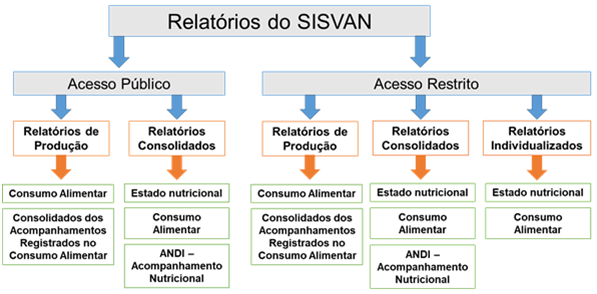 Relatórios do SISVAN
Acesso Público
Acesso Restrito
Relatórios de
Produção
Relatórios
Consolidados
Relatórios de
Produção
Relatórios
Consolidados
Relatórios
Individualizados
Consumo Alimentar
Consolidados dos
Acompanhamentos
Registrados no
Consumo Alimentar
Estado nutricional
Consumo
Alimentar
ANDI –
Acompanhamento
Nutricional
Consumo Alimentar
Consolidados dos
Acompanhamentos
Registrados no
Consumo Alimentar
Estado nutricional
Consumo
Alimentar
ANDI –
Acompanhamento
Nutricional
Estado nutricional
Consumo
Alimentar